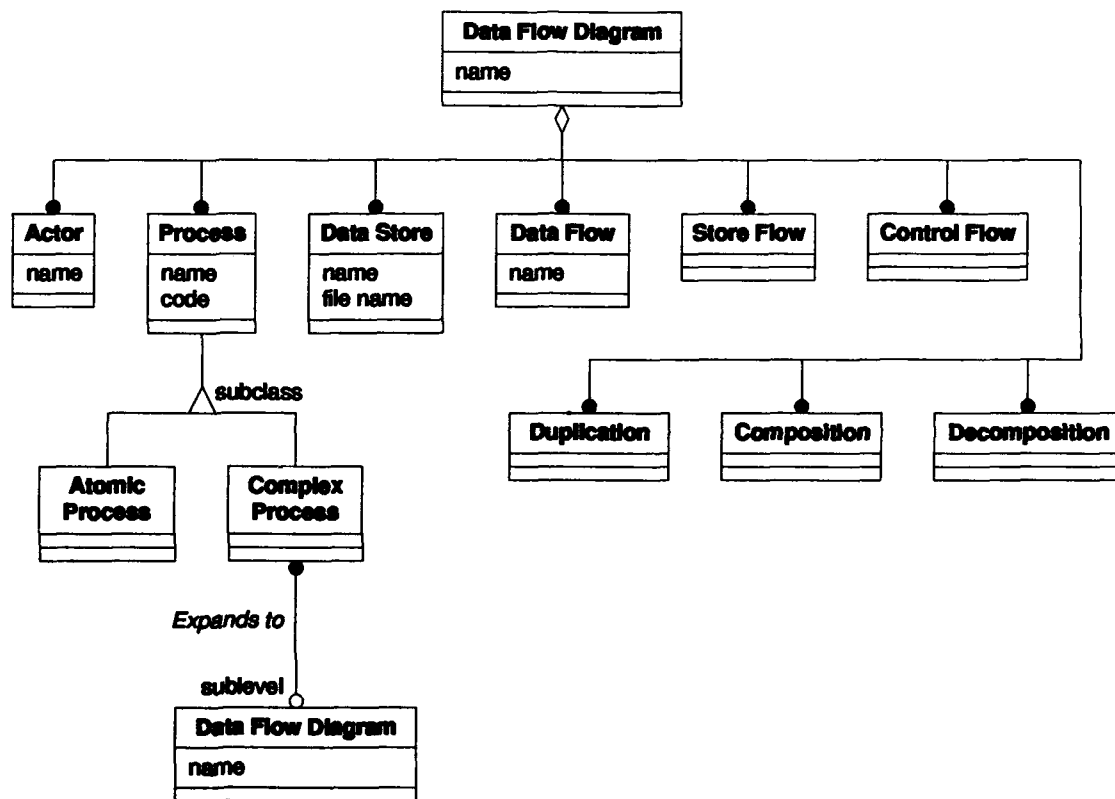 Data Flow Diagram
name
Actor
name
Process
name
code
Data Store
name
file name
Data Flow
name
Store Flow
Control Flow
subclass
Duplication
Composition
Decomposition
Atomic
Process
Complex
Process
Expands to
sublevel
Data Flow Diagram
name